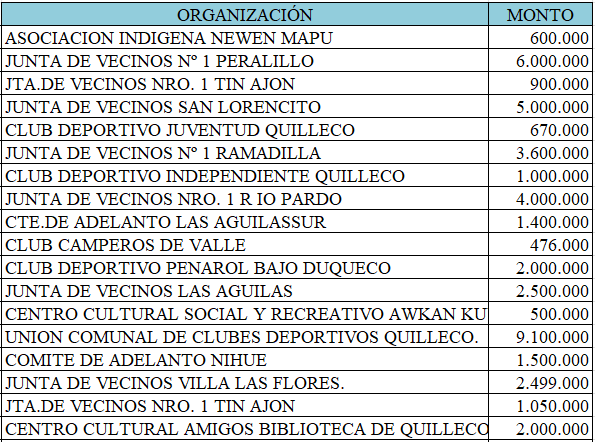 ORGANIZACIÓN MONTO
ASOCIACION INDIGENA NEWEN MAPU 600.000
JUNTA DE VECINOS Nº 1 PERALILLO 6.000.000
JTA.DE VECINOS NRO. 1 TIN AJON 900.000
JUNTA DE VECINOS SAN LORENCITO 5.000.000
CLUB DEPORTIVO JUVENTUD QUILLECO 670.000
JUNTA DE VECINOS Nº 1 RAMADILLA 3.600.000
CLUB DEPORTIVO INDEPENDIENTE QUILLECO 1.000.000
JUNTA DE VECINOS NRO. 1 R IO PARDO 4.000.000
CTE.DE ADELANTO LAS AGUILASSUR 1.400.000
CLUB CAMPEROS DE VALLE 476.000
CLUB DEPORTIVO PENAROL BAJO DUQUECO 2.000.000
JUNTA DE VECINOS LAS AGUILAS 2.500.000
CENTRO CULTURAL SOCIAL Y RECREATIVO AWKAN KU 500.000
UNION COMUNAL DE CLUBES DEPORTIVOS QUILLECO. 9.100.000
COMITE DE ADELANTO NIHUE 1.500.000
JUNTA DE VECINOS VILLA LAS FLORES. 2.499.000
JTA.DE VECINOS NRO. 1 TIN AJON 1.050.000
CENTRO CULTURAL AMIGOS BIBLIOTECA DE QUILLECO 2.000.000